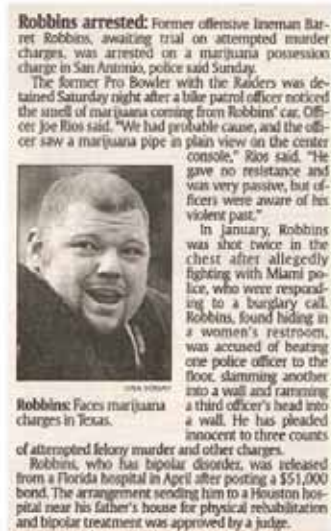 Robbins arrested: Former offensive lineman Bar-
ret Robbins, awaiting trial on attempted murder
charges, was arrested on a marijuana possession
charge in San Antonio, police said Sunday.
The former Pro Bowler with the Raiders was de-
tained Saturday night after a bike patrol officer noticed
the smell of marijuana coming from Robbins' car, Offi-
cer Joe Rios said. "We had probable cause, and the offi-
cer saw a marijuana pipe in plain view on the center
console," Rios said. "He
gave no resistance and
was very passive, but of-
ficers were aware of his
violent past."
In January, Robbins
was shot twice in the
chest after allegedly
fighting with Miami po-
lice, who were respond-
ing to a burglary call.
Robbins, found hiding in
a women's restroom,
was accused of beating
one police officer to the
floor, slamming another
into a wall and ramming
a third officer's head into
a wall. He has pleaded
innocent to three counts
of attempted felony murder and other charges.
Robbins, who has bipolar disorder, was released
from a Florida hospital in April after posting a $51,000
bond. The arrangement sending him to a Houston hos-
pital near his father's house for physical rehabilitation
and bipolar treatment was approved by a judge.
Robbins: Faces marijuana
charges in Texas.